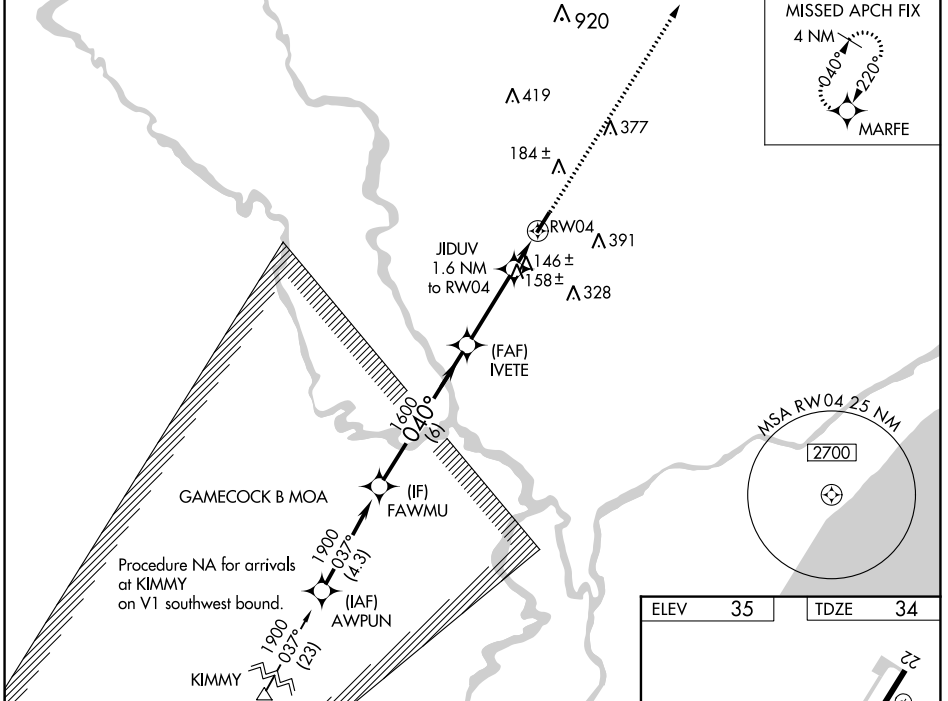 920
MISSED APCH FIX
4 NM
040°
220°
MARFE
419
377
184 ±
RW04
391
JIDUV
1.6 NM
to RW04
146 ±
158 ±
328
(FAF)
IVETE
1600
040°
(6)
MSA RW04 25 NM
2700
GAMECOCK B MOA
(IF)
FAWMU
1900
037°
(4.3)
Procedure NA for arrivals
at KIMMY
on V1 southwest bound.
(IAF)
AWPUN
1900
037°
(23)
KIMMY
ELEV 35
TDZE 34
22